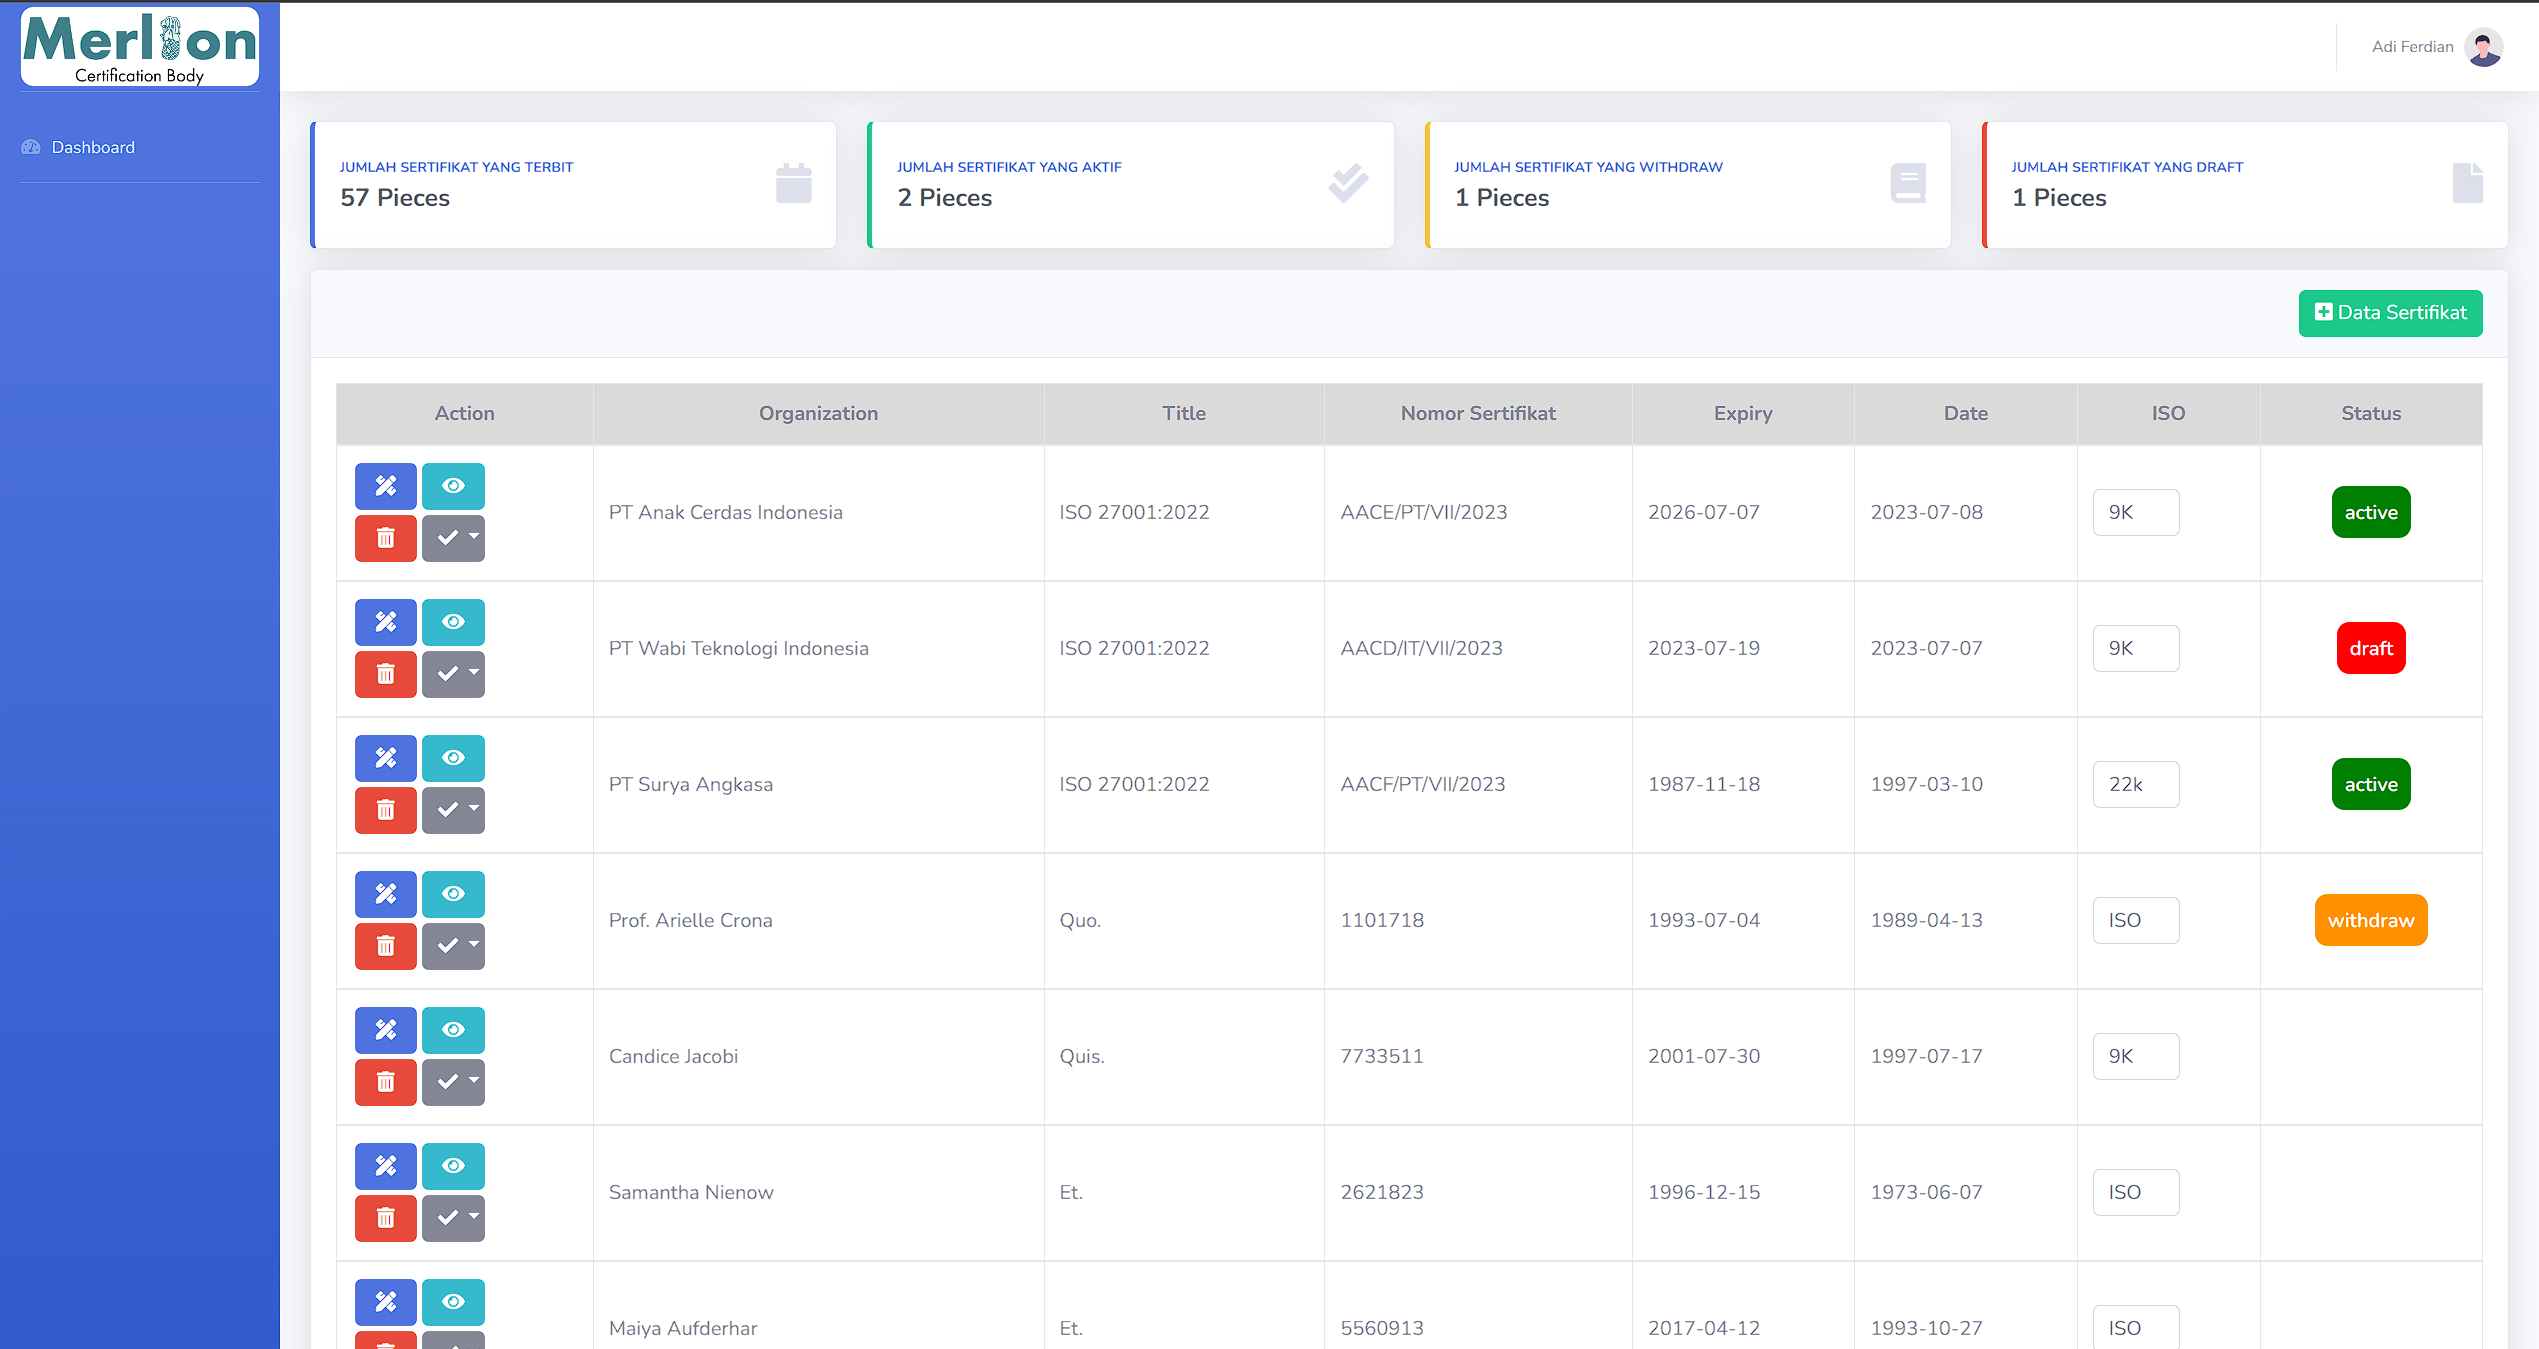 Merlion
Certification Body
Adi Ferdian
Dashboard
JUMLAH SERTIFIKAT YANG TERBIT
57 Pieces
JUMLAH SERTIFIKAT YANG AKTIF
2 Pieces
JUMLAH SERTIFIKAT YANG WITHDRAW
1 Pieces
JUMLAH SERTIFIKAT YANG DRAFT
1 Pieces
Data Sertifikat
Action Organization Title Nomor Sertifikat Expiry Date ISO Status
PT Anak Cerdas Indonesia ISO 27001:2022 AACE/PT/VII/2023 2026-07-07 2023-07-08 9K active
PT Wabi Teknologi Indonesia ISO 27001:2022 AACD/IT/VII/2023 2023-07-19 2023-07-07 9K draft
PT Surya Angkasa ISO 27001:2022 AACF/PT/VII/2023 1987-11-18 1997-03-10 22k active
Prof. Arielle Crona Quo. 1101718 1993-07-04 1989-04-13 ISO withdraw
Candice Jacobi Quis. 7733511 2001-07-30 1997-07-17 9K
Samantha Nienow Et. 2621823 1996-12-15 1973-06-07 ISO
Maiya Aufderhar Et. 5560913 2017-04-12 1993-10-27 ISO